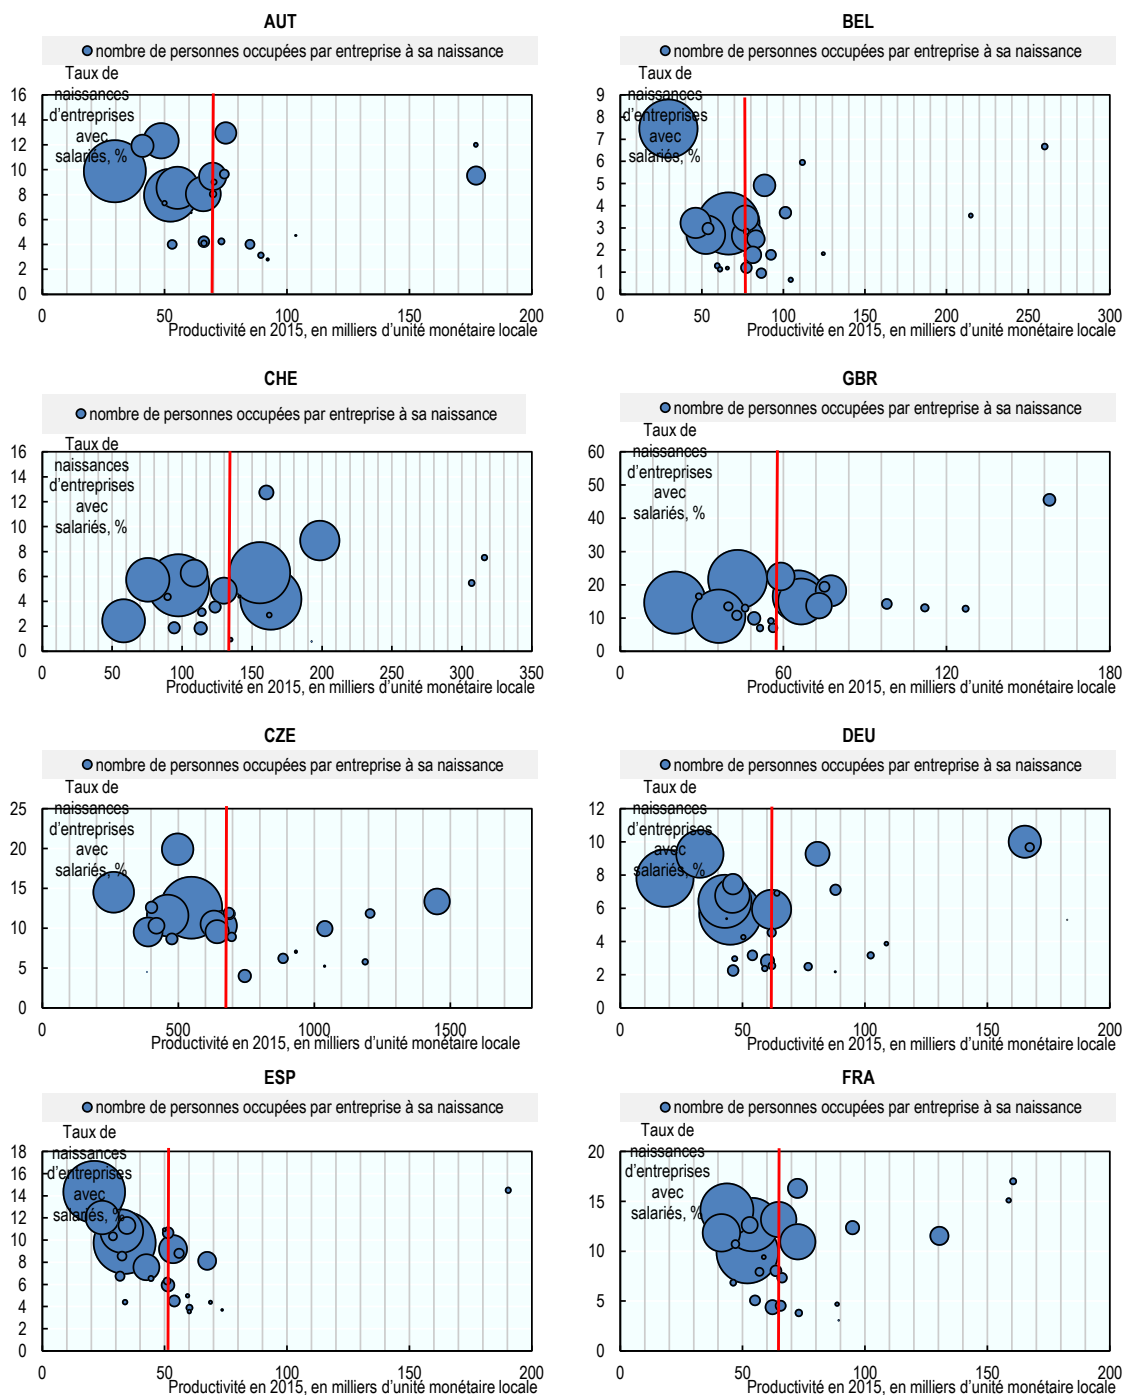 AUT
nombre de personnes occupées par entreprise à sa naissance
Taux de
naissances
d'entreprises
avec
salariés, %
16
14
12
10
8
6
4
2
0
0 50 100 150 200
Productivité en 2015, en milliers d'unité monétaire locale
BEL
nombre de personnes occupées par entreprise à sa naissance
Taux de
naissances
d'entreprises
avec
salariés, %
9
8
7
6
5
4
3
2
1
0
0 50 100 150 200 250 300
Productivité en 2015, en milliers d'unité monétaire locale
CHE
nombre de personnes occupées par entreprise à sa naissance
Taux de
naissances
d'entreprises
avec
salariés, %
16
14
12
10
8
6
4
2
0
0 50 100 150 200 250 300 350
Productivité en 2015, en milliers d'unité monétaire locale
GBR
nombre de personnes occupées par entreprise à sa naissance
Taux de
naissances
d'entreprises
avec
salariés, %
60
50
40
30
20
10
0
0 60 120 180
Productivité en 2015, en milliers d'unité monétaire locale
CZE
nombre de personnes occupées par entreprise à sa naissance
Taux de
naissances
d'entreprises
avec
salariés, %
25
20
15
10
5
0
0 500 1000 1500
Productivité en 2015, en milliers d'unité monétaire locale
DEU
nombre de personnes occupées par entreprise à sa naissance
Taux de
naissances
d'entreprises
avec
salariés, %
12
10
8
6
4
2
0
0 50 100 150 200
Productivité en 2015, en milliers d'unité monétaire locale
ESP
nombre de personnes occupées par entreprise à sa naissance
Taux de
naissances
d'entreprises
avec
salariés, %
18
16
14
12
10
8
6
4
2
0
0 50 100 150 200
Productivité en 2015, en milliers d'unité monétaire locale
FRA
nombre de personnes occupées par entreprise à sa naissance
Taux de
naissances
d'entreprises
avec
salariés, %
20
15
10
5
0
0 50 100 150 200
Productivité en 2015, en milliers d'unité monétaire locale